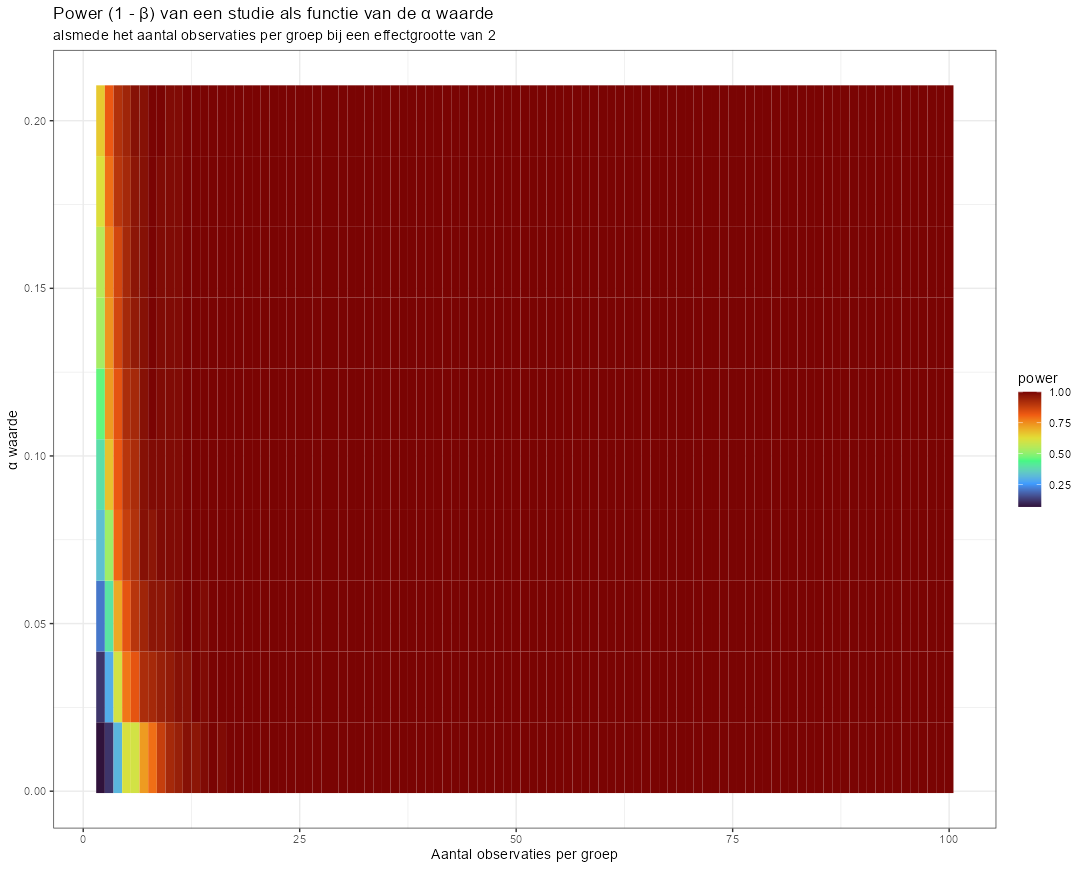 Power (1 - β) van een studie als functie van de α waarde
alsmede het aantal observaties per groep bij een effectgrootte van 2
0.20
0.15
0.10
0.05
0.00
α waarde
0
25
50
75
100
Aantal observaties per groep
power
1.00
0.75
0.50
0.25